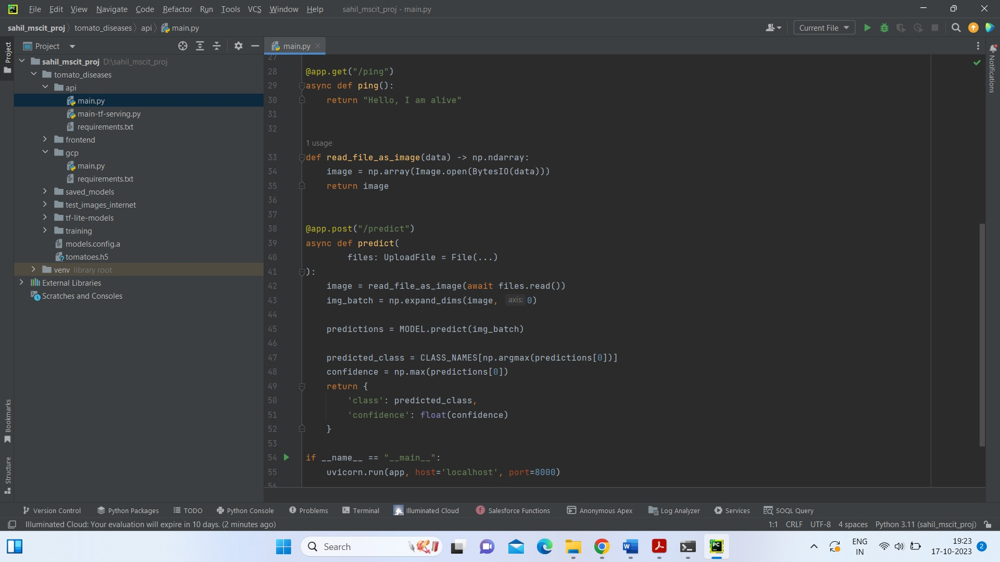 PC File Edit View Navigate Code Refactor Run Tools VCS Window Help sahil_mscit_proj - main.py
sahil_mscit_proj tomato_diseases api main.py Current File
Project
Project
main.py
Notifications
sahil_mscit_proj D:\sahil_mscit_proj
tomato_diseases
api
main.py
main-tf-serving.py
requirements.txt
frontend
gcp
main.py
requirements.txt
saved_models
test_images_internet
tf-lite-models
training
models.config.a
tomatoes.h5
venv library root
External Libraries
Scratches and Consoles
Bookmarks
Structure
27
28 @app.get("/ping")
29 async def ping():
30 return "Hello, I am alive"
31
32
1 usage
33 def read_file_as_image(data) -> np.ndarray:
34 image = np.array(Image.open(BytesIO(data)))
35 return image
36
37
38 @app.post("/predict")
39 async def predict(
40 files: UploadFile = File(...)
41 ):
42 image = read_file_as_image(await files.read())
43 img_batch = np.expand_dims(image, axis: 0)
44
45 predictions = MODEL.predict(img_batch)
46
47 predicted_class = CLASS_NAMES[np.argmax(predictions[0])]
48 confidence = np.max(predictions[0])
49 return {
50 'class': predicted_class,
51 'confidence': float(confidence)
52 }
53
54 if __name__ == "__main__":
55 uvicorn.run(app, host='localhost', port=8000)
56
Version Control Python Packages TODO Python Console Problems Terminal Illuminated Cloud Salesforce Functions Anonymous Apex Log Analyzer Services SOQL Query
Illuminated Cloud: Your evaluation will expire in 10 days. (2 minutes ago) 1:1 CRLF UTF-8 4 spaces Python 3.11 (sahil_mscit_proj)
Search
PC
ENG
IN
19:23
17-10-2023
2